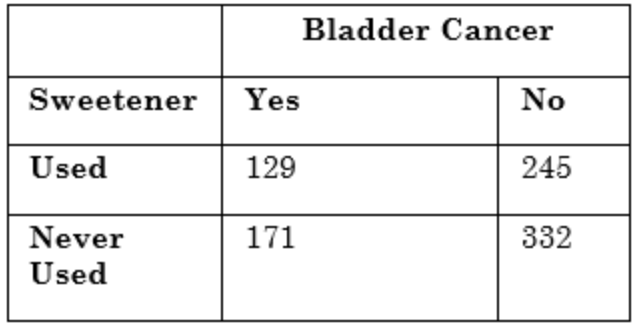 Bladder Cancer
Sweetener Yes No
Used 129 245
Never 171 332
Used